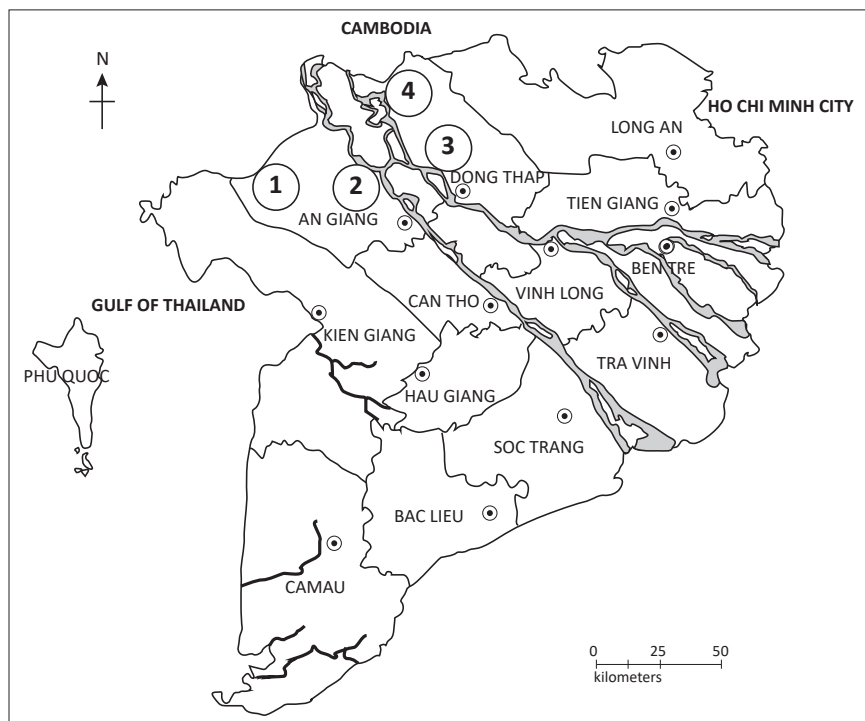 CAMBODIA
N
4
HO CHI MINH CITY
LONG AN
3
1
2
DONG THAP
TIEN GIANG
AN GIANG
BEN TRE
GULF OF THAILAND
CAN THO
VINH LONG
KIEN GIANG
TRA VINH
PHU QUOC
HAU GIANG
SOC TRANG
BAC LIEU
CAMAU
0 25 50
kilometers